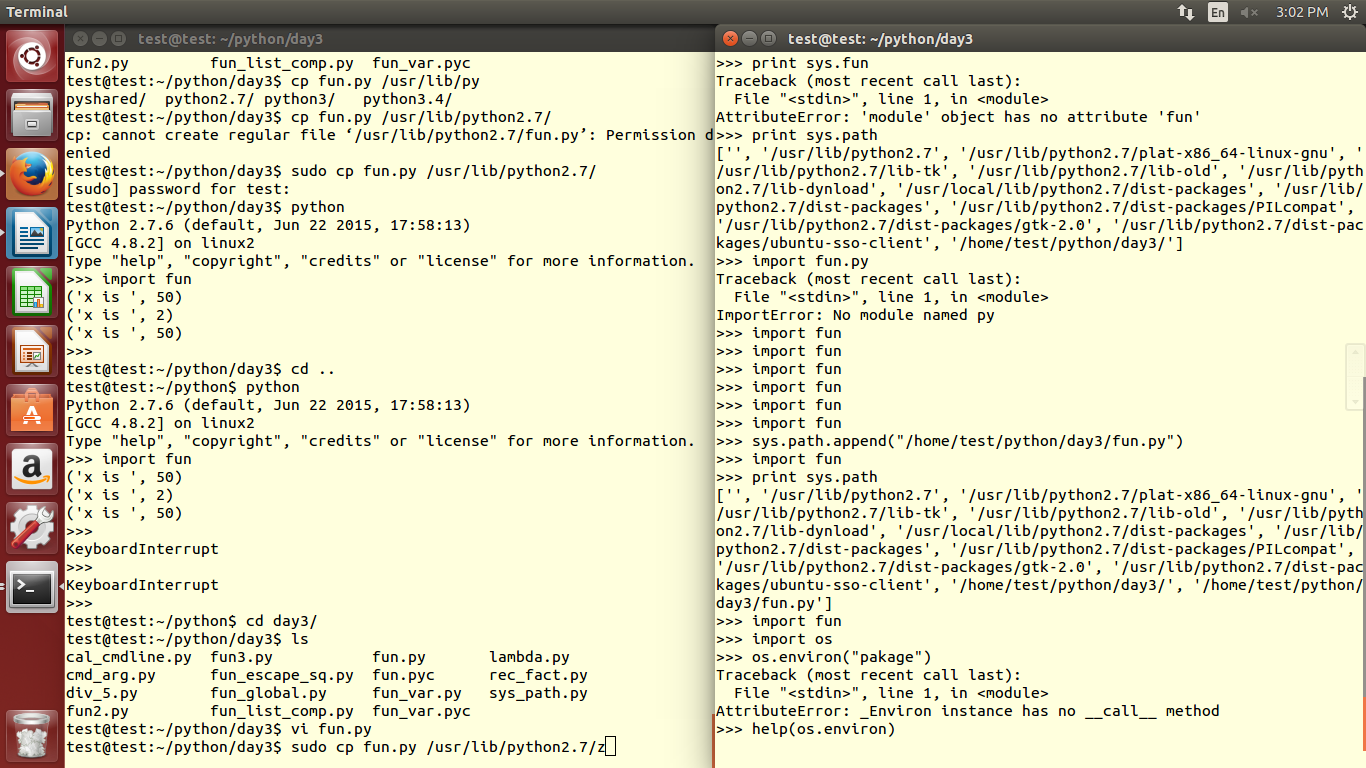 Terminal
En
3:02 PM
test@test: ~/python/day3
fun2.py fun_list_comp.py fun_var.pyc
test@test:~/python/day3$ cp fun.py /usr/lib/py
pyshared/ python2.7/ python3/ python3.4/
test@test:~/python/day3$ cp fun.py /usr/lib/python2.7/
cp: cannot create regular file ‘/usr/lib/python2.7/fun.py’: Permission d
enied
test@test:~/python/day3$ sudo cp fun.py /usr/lib/python2.7/
[sudo] password for test:
test@test:~/python/day3$ python
Python 2.7.6 (default, Jun 22 2015, 17:58:13)
[GCC 4.8.2] on linux2
Type "help", "copyright", "credits" or "license" for more information.
>>> import fun
('x is ', 50)
('x is ', 2)
('x is ', 50)
>>>
test@test:~/python/day3$ cd ..
test@test:~/python$ python
Python 2.7.6 (default, Jun 22 2015, 17:58:13)
[GCC 4.8.2] on linux2
Type "help", "copyright", "credits" or "license" for more information.
>>> import fun
('x is ', 50)
('x is ', 2)
('x is ', 50)
>>>
KeyboardInterrupt
>>>
KeyboardInterrupt
>>>
test@test:~/python$ cd day3/
test@test:~/python/day3$ ls
cal_cmdline.py fun3.py fun.py lambda.py
cmd_arg.py fun_escape_sq.py fun.pyc rec_fact.py
div_5.py fun_global.py fun_var.py sys_path.py
fun2.py fun_list_comp.py fun_var.pyc
test@test:~/python/day3$ vi fun.py
test@test:~/python/day3$ sudo cp fun.py /usr/lib/python2.7/z
test@test: ~/python/day3
>>> print sys.fun
Traceback (most recent call last):
File "<stdin>", line 1, in <module>
AttributeError: 'module' object has no attribute 'fun'
>>> print sys.path
['', '/usr/lib/python2.7', '/usr/lib/python2.7/plat-x86_64-linux-gnu', '
/usr/lib/python2.7/lib-tk', '/usr/lib/python2.7/lib-old', '/usr/lib/pyth
on2.7/lib-dynload', '/usr/local/lib/python2.7/dist-packages', '/usr/lib/
python2.7/dist-packages', '/usr/lib/python2.7/dist-packages/PILcompat',
'/usr/lib/python2.7/dist-packages/gtk-2.0', '/usr/lib/python2.7/dist-pac
kages/ubuntu-sso-client', '/home/test/python/day3/']
>>> import fun.py
Traceback (most recent call last):
File "<stdin>", line 1, in <module>
ImportError: No module named py
>>> import fun
>>> import fun
>>> import fun
>>> import fun
>>> import fun
>>> import fun
>>> sys.path.append("/home/test/python/day3/fun.py")
>>> import fun
>>> print sys.path
['', '/usr/lib/python2.7', '/usr/lib/python2.7/plat-x86_64-linux-gnu', '
/usr/lib/python2.7/lib-tk', '/usr/lib/python2.7/lib-old', '/usr/lib/pyth
on2.7/lib-dynload', '/usr/local/lib/python2.7/dist-packages', '/usr/lib/
python2.7/dist-packages', '/usr/lib/python2.7/dist-packages/PILcompat',
'/usr/lib/python2.7/dist-packages/gtk-2.0', '/usr/lib/python2.7/dist-pac
kages/ubuntu-sso-client', '/home/test/python/day3/', '/home/test/python/
day3/fun.py']
>>> import fun
>>> import os
>>> os.environ("pakage")
Traceback (most recent call last):
File "<stdin>", line 1, in <module>
AttributeError: _Environ instance has no __call__ method
>>> help(os.environ)